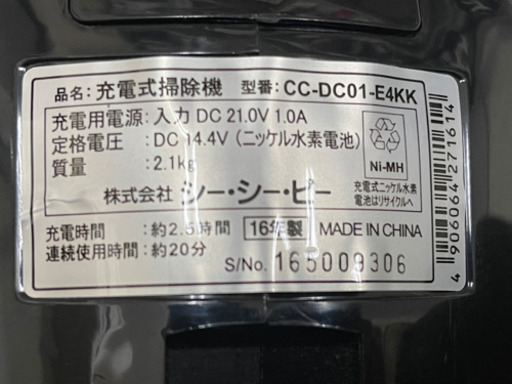 品名:充電式掃除機 型番:CC-DC01-E4KK
充電用電源:入力 DC 21.0V 1.0A
定格電圧 :DC 14.4V (ニッケル水素電池)
質量 :2.1kg
Ni-MH
充電式ニッケル水素
電池はリサイクルへ
株式会社 シー・シー・ピー
充電時間 :約2.5時間 16年製 MADE IN CHINA
連続使用時間:約20分
S/No. 165009306
4 906064 271614